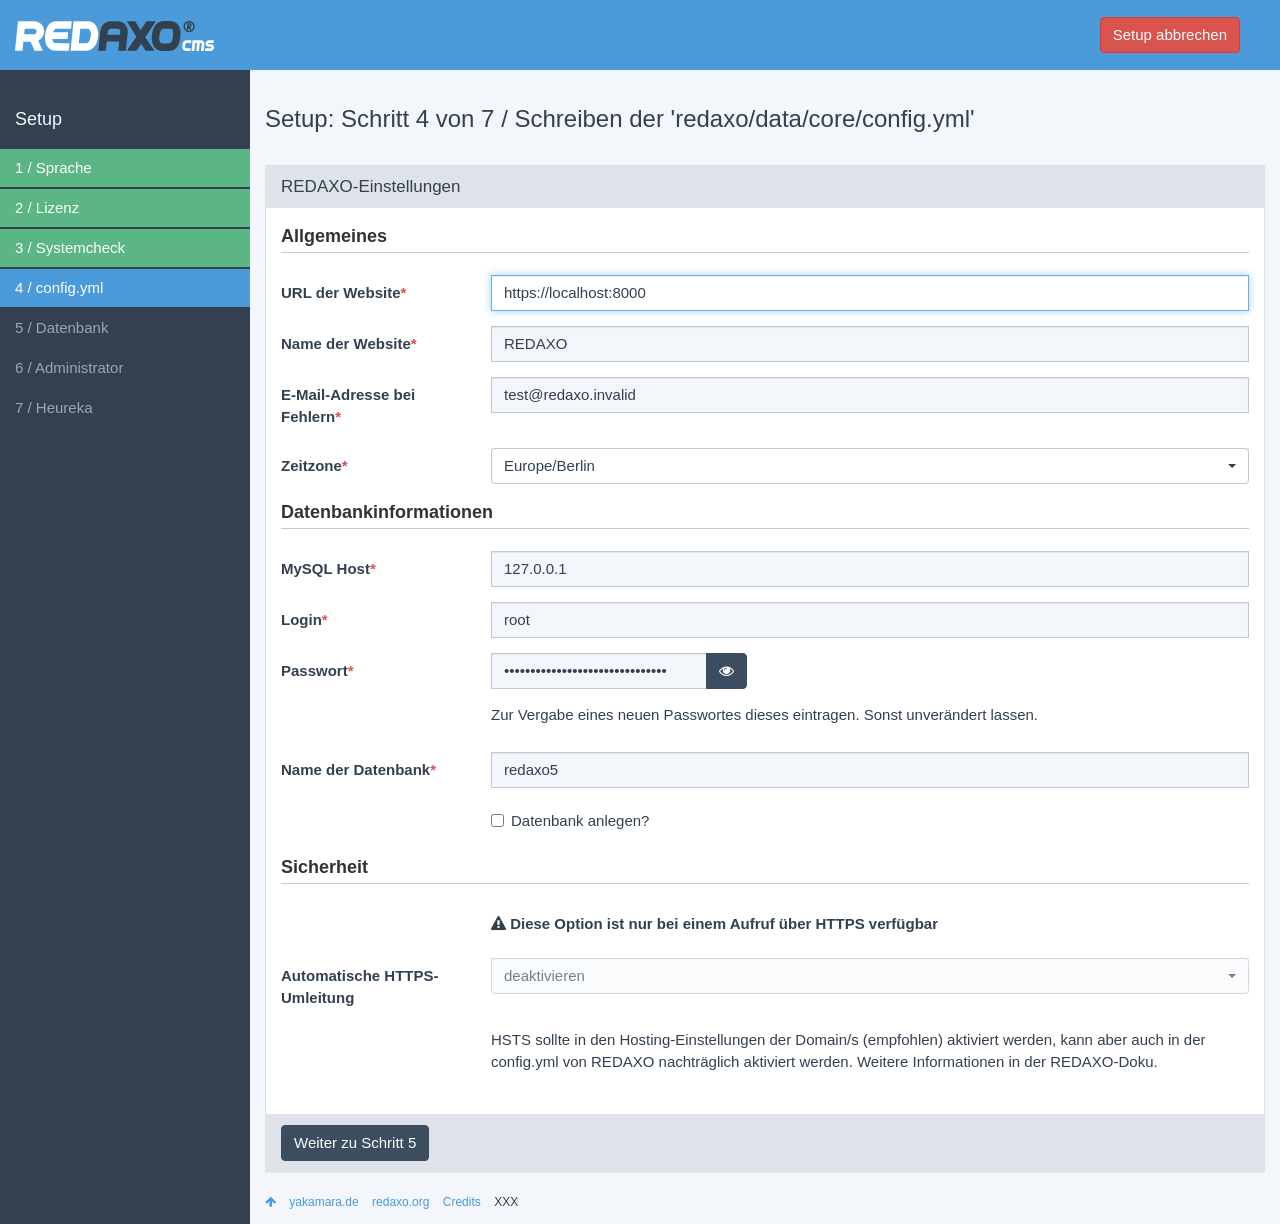 REDAXO® cms
Setup abbrechen
Setup
1 / Sprache
2 / Lizenz
3 / Systemcheck
4 / config.yml
5 / Datenbank
6 / Administrator
7 / Heureka
Setup: Schritt 4 von 7 / Schreiben der 'redaxo/data/core/config.yml'
REDAXO-Einstellungen
Allgemeines
URL der Website*
https://localhost:8000
Name der Website*
REDAXO
E-Mail-Adresse bei
Fehlern*
test@redaxo.invalid
Zeitzone*
Europe/Berlin
Datenbankinformationen
MySQL Host*
127.0.0.1
Login*
root
Passwort*
•••••••••••••••••••••••••••••••
Zur Vergabe eines neuen Passwortes dieses eintragen. Sonst unverändert lassen.
Name der Datenbank*
redaxo5
Datenbank anlegen?
Sicherheit
Diese Option ist nur bei einem Aufruf über HTTPS verfügbar
Automatische HTTPS-
Umleitung
deaktivieren
HSTS sollte in den Hosting-Einstellungen der Domain/s (empfohlen) aktiviert werden, kann aber auch in der
config.yml von REDAXO nachträglich aktiviert werden. Weitere Informationen in der REDAXO-Doku.
Weiter zu Schritt 5
yakamara.de redaxo.org Credits XXX